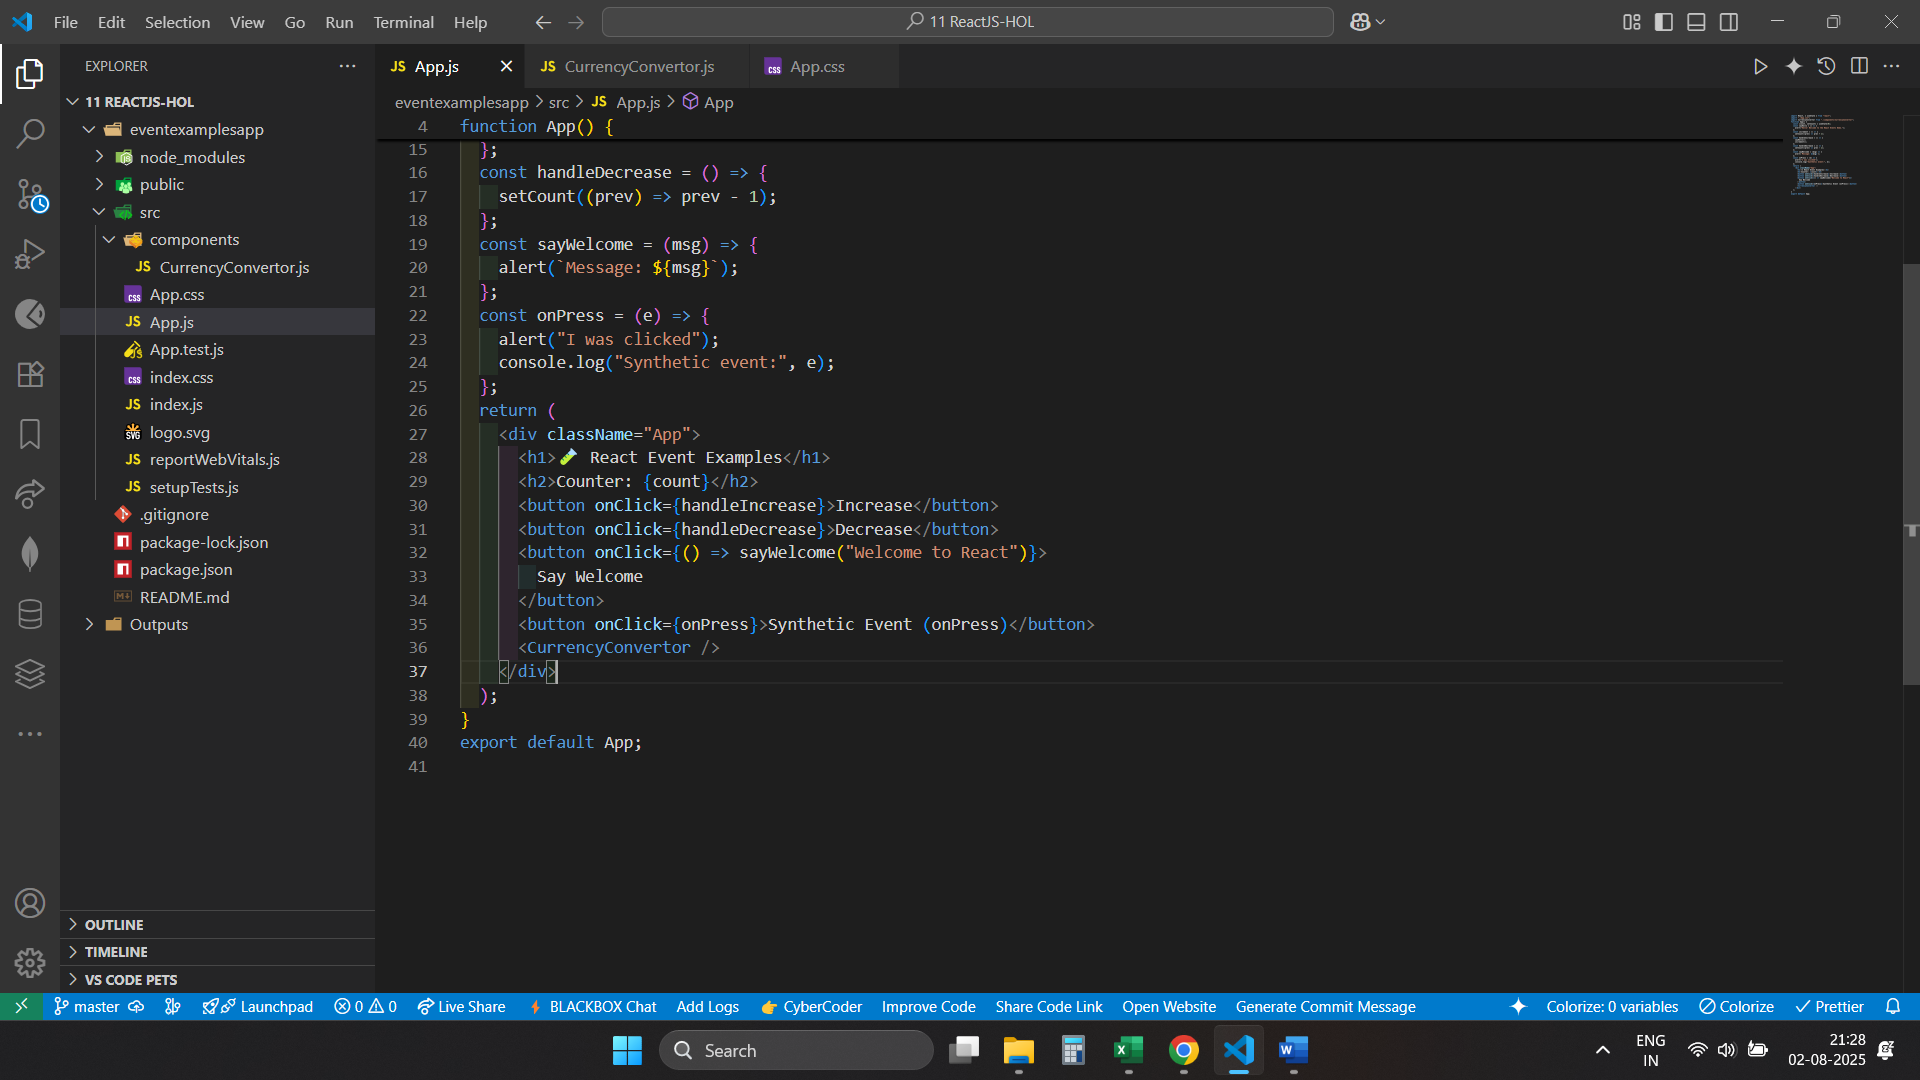 File Edit Selection View Go Run Terminal Help
11 ReactJS-HOL
EXPLORER
11 REACTJS-HOL
eventexamplesapp
node_modules
public
src
components
JS CurrencyConvertor.js
css App.css
JS App.js
App.test.js
css index.css
JS index.js
SVG logo.svg
JS reportWebVitals.js
JS setupTests.js
.gitignore
package-lock.json
package.json
README.md
Outputs
OUTLINE
TIMELINE
VS CODE PETS
JS App.js
JS CurrencyConvertor.js
css App.css
eventexamplesapp > src > JS App.js > App
4 function App() {
15 };
16 const handleDecrease = () => {
17 setCount((prev) => prev - 1);
18 };
19 const sayWelcome = (msg) => {
20 alert(`Message: ${msg}`);
21 };
22 const onPress = (e) => {
23 alert("I was clicked");
24 console.log("Synthetic event:", e);
25 };
26 return (
27 <div className="App">
28 <h1>🧪 React Event Examples</h1>
29 <h2>Counter: {count}</h2>
30 <button onClick={handleIncrease}>Increase</button>
31 <button onClick={handleDecrease}>Decrease</button>
32 <button onClick={() => sayWelcome("Welcome to React")}>
33 Say Welcome
34 </button>
35 <button onClick={onPress}>Synthetic Event (onPress)</button>
36 <CurrencyConvertor />
37 </div>
38 );
39 }
40 export default App;
41
master Launchpad 0 0 Live Share BLACKBOX Chat Add Logs 👉 CyberCoder Improve Code Share Code Link Open Website Generate Commit Message Colorize: 0 variables Colorize Prettier
Search
ENG
IN
21:28
02-08-2025